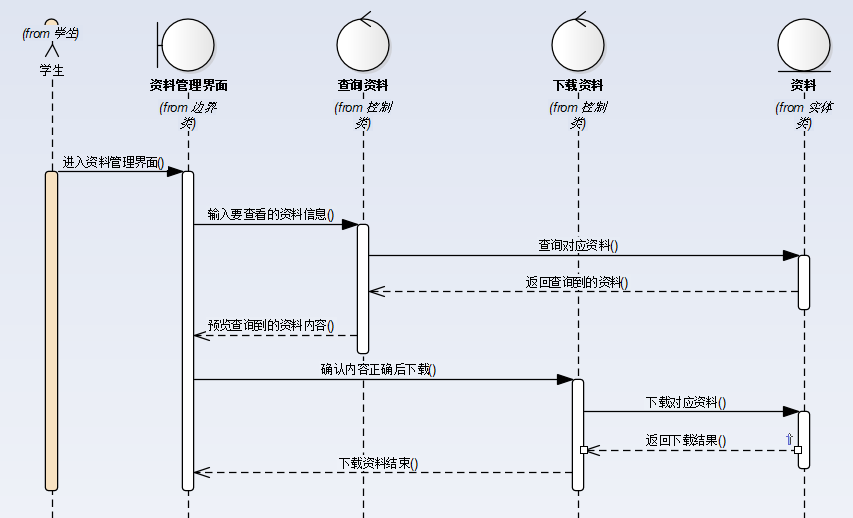 (from 学生)
学生
资料管理界面
(from 边界
类)
查询资料
(from 控制
类)
下载资料
(from 控制
类)
资料
(from 实体
类)
进入资料管理界面()
输入要查看的资料信息()
查询对应资料()
返回查询到的资料()
预览查询到的资料内容()
确认内容正确后下载()
下载对应资料()
返回下载结果()
下载资料结束()